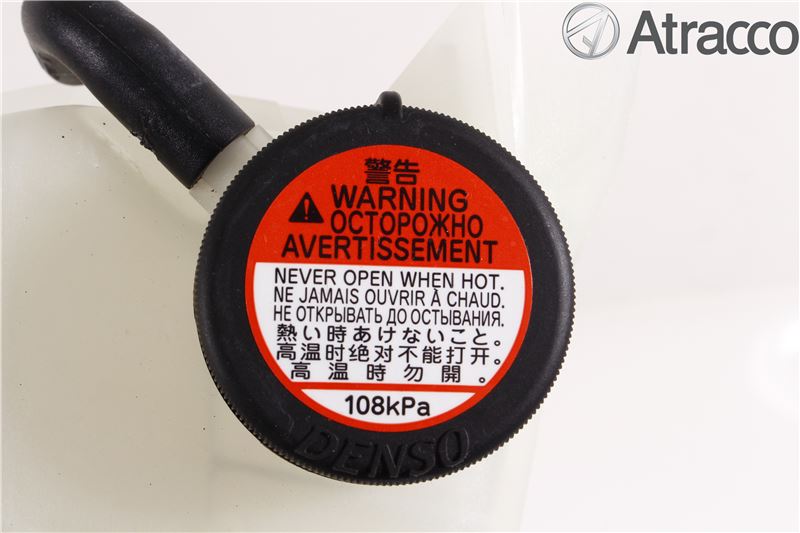 Atracco
警告
WARNING
ОСТОРОЖНО
AVERTISSEMENT
NEVER OPEN WHEN HOT.
NE JAMAIS OUVRIR À CHAUD.
НЕ ОТКРЫВАТЬ ДО ОСТЫВАНИЯ.
熱い時あけないこと。
高温时绝对不能打开。
高温時勿開。
108kPa
DENSO